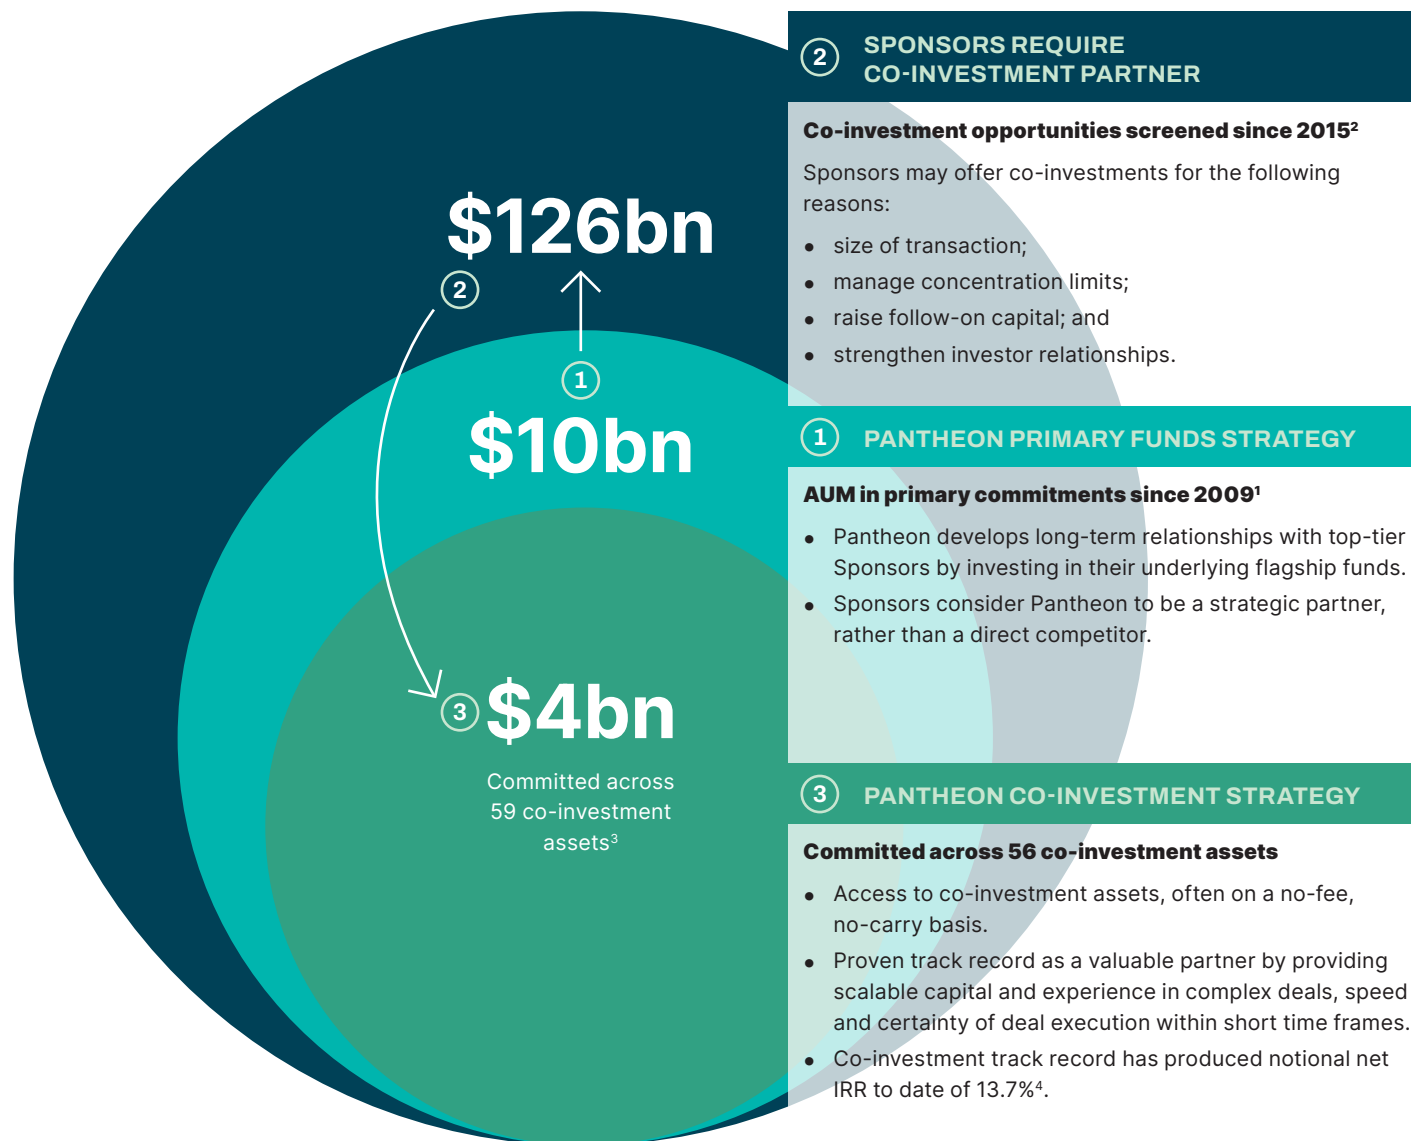 $126bn
2
1
$10bn
3 $4bn
Committed across
59 co-investment
assets³
2 SPONSORS REQUIRE
CO-INVESTMENT PARTNER
Co-investment opportunities screened since 2015²
Sponsors may offer co-investments for the following
reasons:
• size of transaction;
• manage concentration limits;
• raise follow-on capital; and
• strengthen investor relationships.
1 PANTHEON PRIMARY FUNDS STRATEGY
AUM in primary commitments since 2009¹
• Pantheon develops long-term relationships with top-tier
Sponsors by investing in their underlying flagship funds.
• Sponsors consider Pantheon to be a strategic partner,
rather than a direct competitor.
3 PANTHEON CO-INVESTMENT STRATEGY
Committed across 56 co-investment assets
• Access to co-investment assets, often on a no-fee,
no-carry basis.
• Proven track record as a valuable partner by providing
scalable capital and experience in complex deals, speed
and certainty of deal execution within short time frames.
• Co-investment track record has produced notional net
IRR to date of 13.7%⁴.